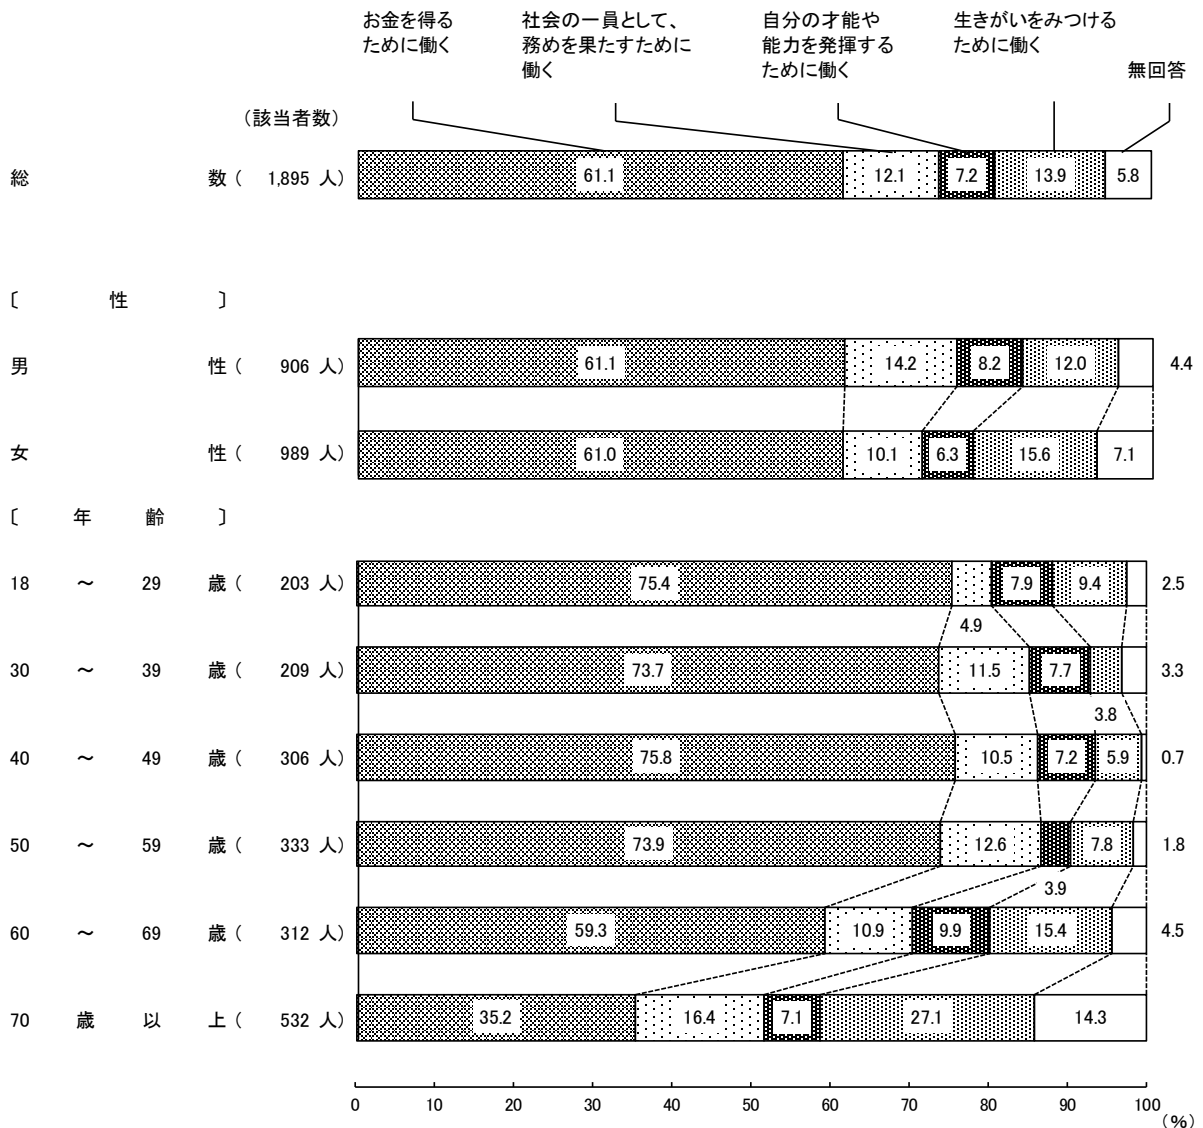 お金を得る
ために働く
社会の一員として、
務めを果たすために
働く
自分の才能や
能力を発揮する
ために働く
生きがいをみつける
ために働く
無回答
（該当者数）
総 数（ 1,895 人） 61.1 12.1 7.2 13.9 5.8
〔 性 〕
男 性（ 906 人） 61.1 14.2 8.2 12.0 4.4
女 性（ 989 人） 61.0 10.1 6.3 15.6 7.1
〔 年 齢 〕
18 ～ 29 歳（ 203 人） 75.4 7.9 9.4 2.5
4.9
30 ～ 39 歳（ 209 人） 73.7 11.5 7.7 3.3
3.8
40 ～ 49 歳（ 306 人） 75.8 10.5 7.2 5.9 0.7
50 ～ 59 歳（ 333 人） 73.9 12.6 7.8 1.8
3.9
60 ～ 69 歳（ 312 人） 59.3 10.9 9.9 15.4 4.5
70 歳 以 上（ 532 人） 35.2 16.4 7.1 27.1 14.3
0 10 20 30 40 50 60 70 80 90 100
（％）